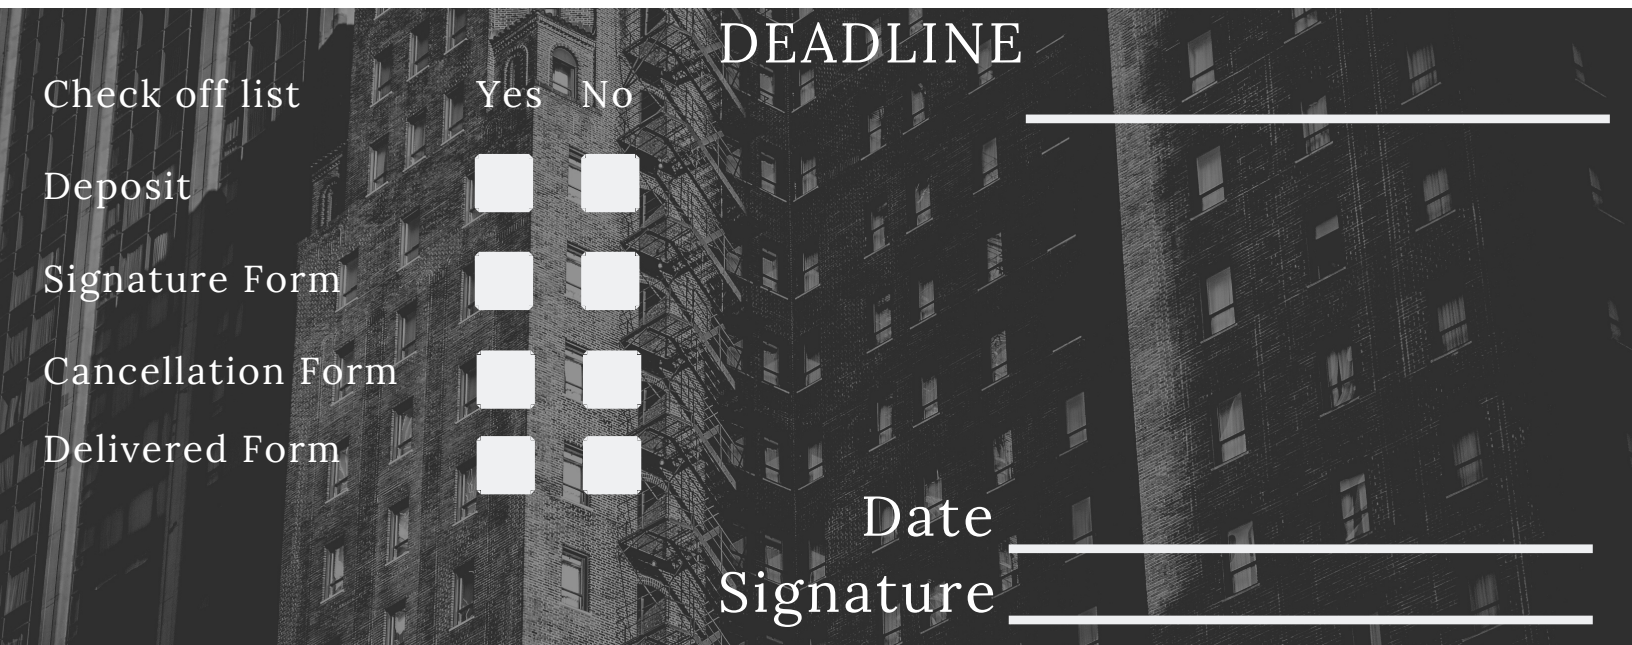 DEADLINE
Check off list Yes No
Deposit
Signature Form
Cancellation Form
Delivered Form
Date
Signature